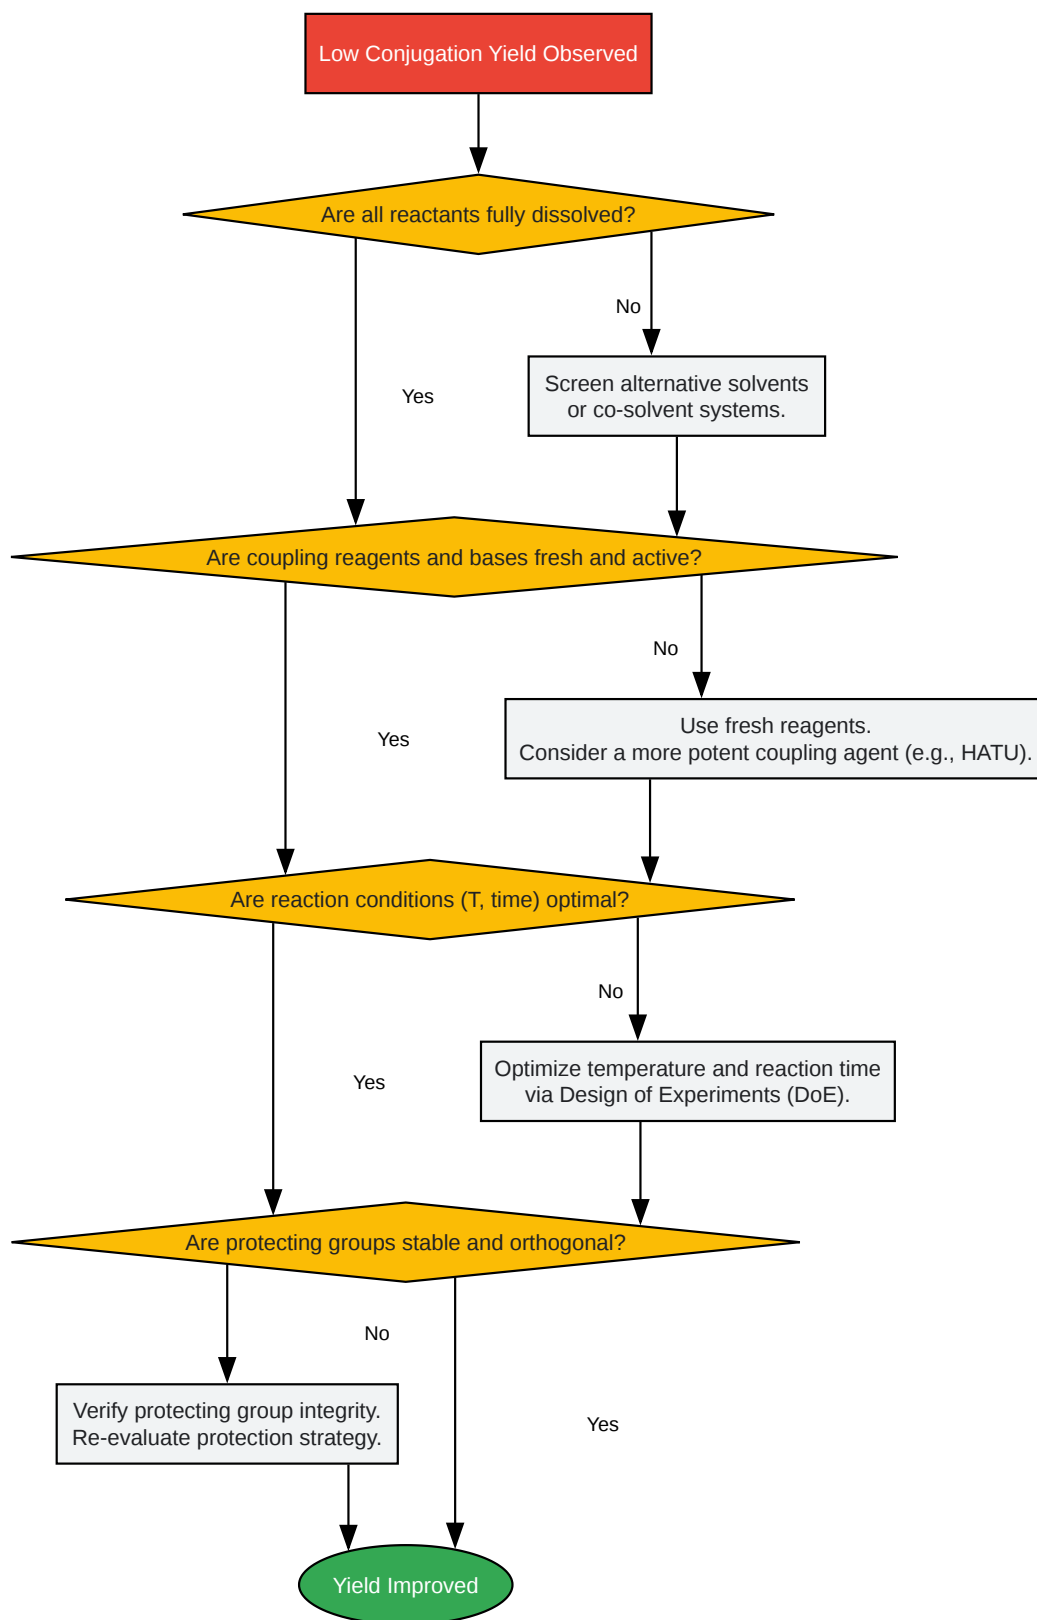 Low Conjugation Yield Observed
Are all reactants fully dissolved?
No
Yes
Screen alternative solvents
or co-solvent systems.
Are coupling reagents and bases fresh and active?
No
Yes
Use fresh reagents.
Consider a more potent coupling agent (e.g., HATU).
Are reaction conditions (T, time) optimal?
No
Yes
Optimize temperature and reaction time
via Design of Experiments (DoE).
Are protecting groups stable and orthogonal?
No
Yes
Verify protecting group integrity.
Re-evaluate protection strategy.
Yield Improved